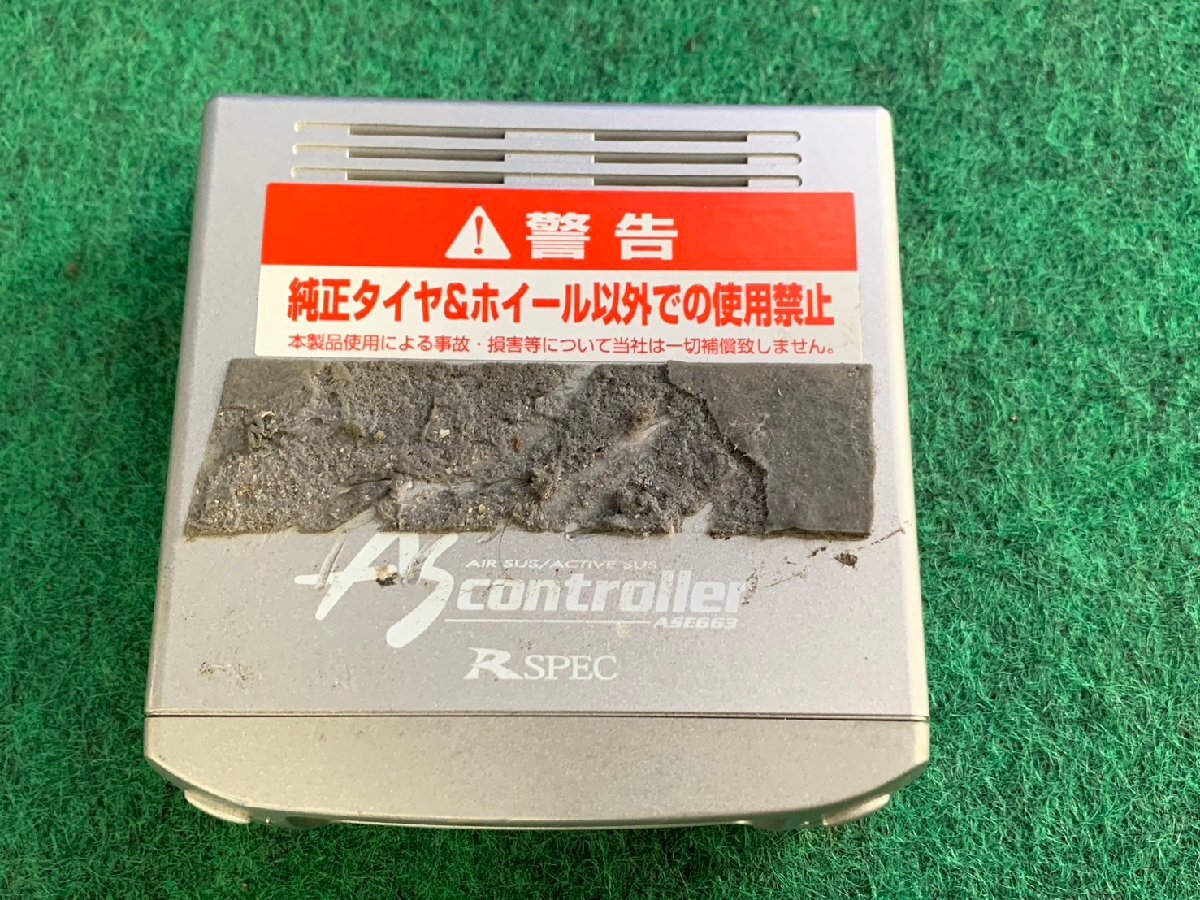 警告
純正タイヤ&ホイール以外での使用禁止
本製品使用による事故・損害等について当社は一切補償致しません。
AS
AIR SUS/ACTIVE SUS
controller
ASE663
R SPEC